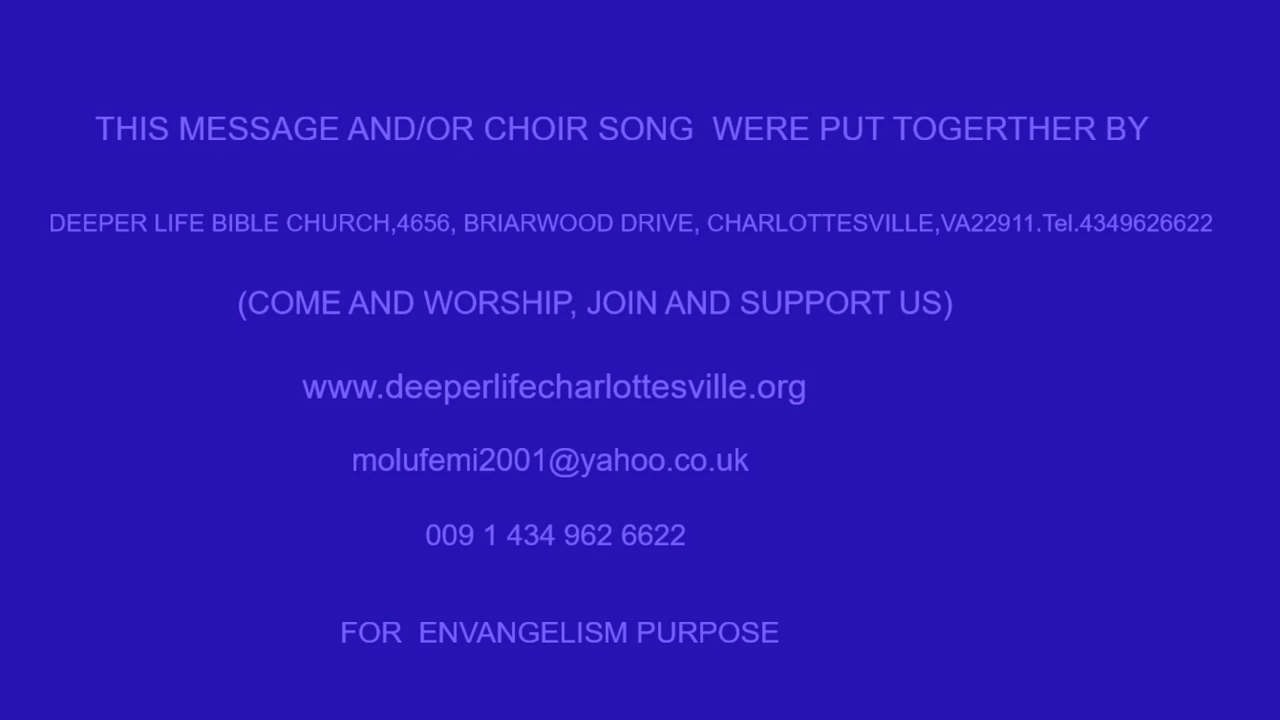 THIS MESSAGE AND/OR CHOIR SONG  WERE PUT TOGERTHER BY
DEEPER LIFE BIBLE CHURCH,4656, BRIARWOOD DRIVE, CHARLOTTESVILLE,VA22911.Tel.4349626622
(COME AND WORSHIP, JOIN AND SUPPORT US)
www.deeperlifecharlottesville.org
molufemi2001@yahoo.co.uk
009 1 434 962 6622
FOR  ENVANGELISM PURPOSE